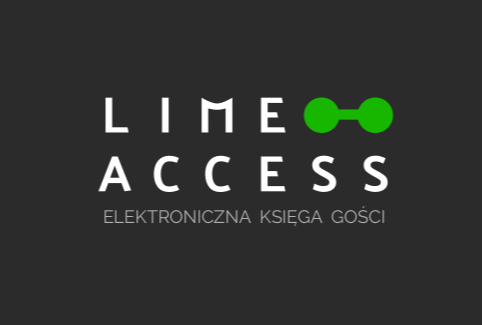 LIME
ACCESS
ELEKTRONICZNA KSIĘGA GOŚCI